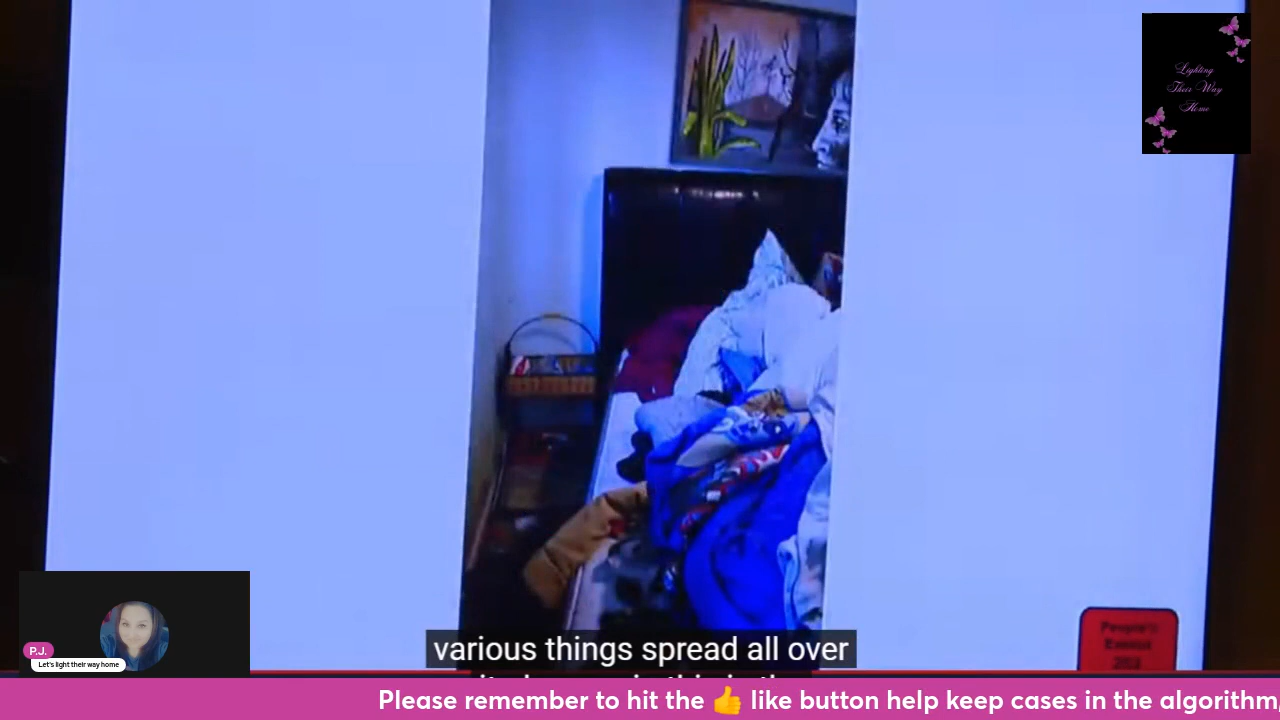 Lighting
Their Way
Home
People's
Exhibit
various things spread all over
P.J.
Let's light their way home
Please remember to hit the 👍 like button help keep cases in the algorithm,